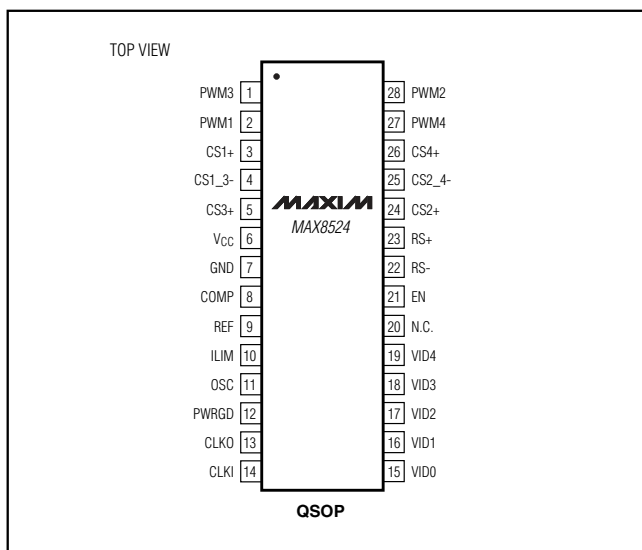 TOP VIEW
PWM3 1
PWM1 2
CS1+ 3
CS1_3- 4
CS3+ 5
VCC 6
GND 7
COMP 8
REF 9
ILIM 10
OSC 11
PWRGD 12
CLKO 13
CLKI 14
MAXIM
MAX8524
28 PWM2
27 PWM4
26 CS4+
25 CS2_4-
24 CS2+
23 RS+
22 RS-
21 EN
20 N.C.
19 VID4
18 VID3
17 VID2
16 VID1
15 VID0
QSOP